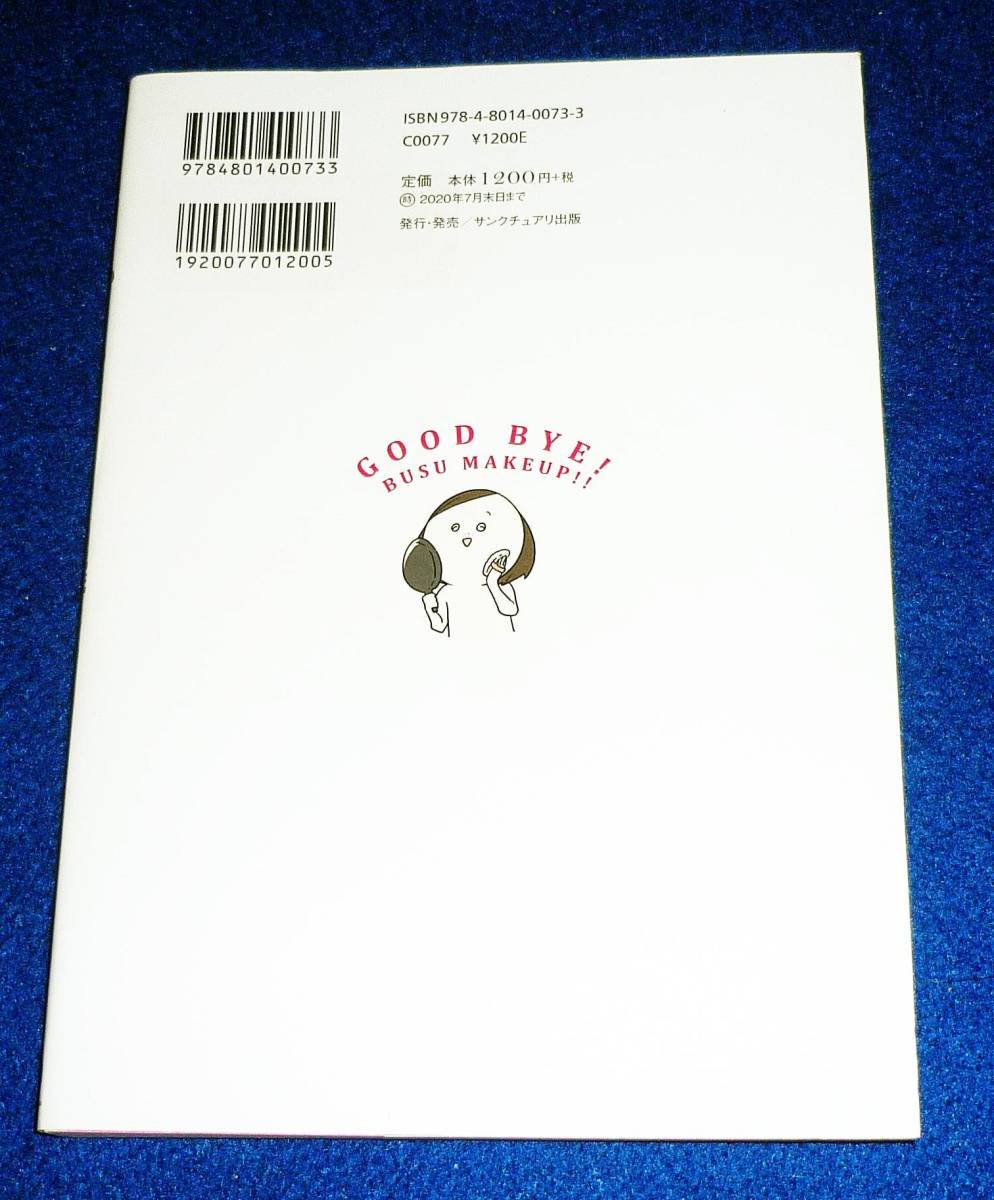 ISBN978-4-8014-0073-3
C0077 ¥1200E
9784801400733
定価 本体1200円+税
時 2020年7月末日まで
発行・発売/サンクチュアリ出版
1920077012005
GOOD BYE!
BUSU MAKEUP!!